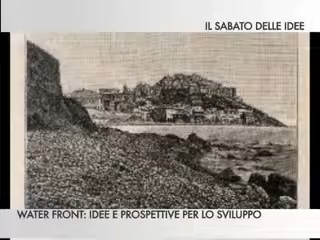 IL SABATO DELLE IDEE
WATER FRONT: IDEE E PROSPETTIVE PER LO SVILUPPO